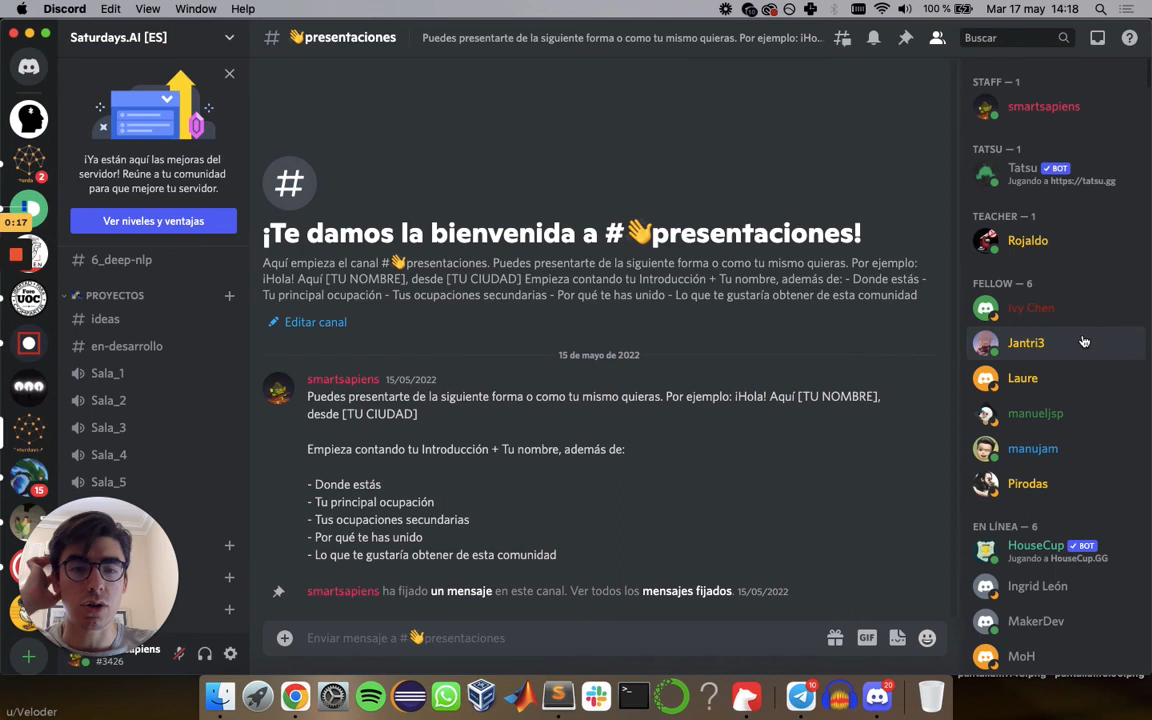 Discord Edit View Window Help
100 % Mar 17 may 14:18
Saturdays.AI [ES]
# 👋presentaciones
Puedes presentarte de la siguiente forma o como tu mismo quieras. Por ejemplo: ¡Ho...
Buscar
¡Ya están aquí las mejoras del
servidor! Reúne a tu comunidad
para que mejore tu servidor.
Ver niveles y ventajas
2
0:17
UOC
15
# 6_deep-nlp
PROYECTOS
ideas
en-desarrollo
Sala_1
Sala_2
Sala_3
Sala_4
Sala_5
#3426
#
¡Te damos la bienvenida a #👋presentaciones!
Aquí empieza el canal #👋presentaciones. Puedes presentarte de la siguiente forma o como tu mismo quieras. Por ejemplo:
¡Hola! Aquí [TU NOMBRE], desde [TU CIUDAD] Empieza contando tu Introducción + Tu nombre, además de: - Donde estás -
Tu principal ocupación - Tus ocupaciones secundarias - Por qué te has unido - Lo que te gustaría obtener de esta comunidad
Editar canal
15 de mayo de 2022
smartsapiens 15/05/2022
Puedes presentarte de la siguiente forma o como tu mismo quieras. Por ejemplo: ¡Hola! Aquí [TU NOMBRE],
desde [TU CIUDAD]
Empieza contando tu Introducción + Tu nombre, además de:
- Donde estás
- Tu principal ocupación
- Tus ocupaciones secundarias
- Por qué te has unido
- Lo que te gustaría obtener de esta comunidad
smartsapiens ha fijado un mensaje en este canal. Ver todos los mensajes fijados. 15/05/2022
Enviar mensaje a #👋presentaciones
GIF
STAFF — 1
smartsapiens
TATSU — 1
Tatsu ✓ BOT
Jugando a https://tatsu.gg
TEACHER — 1
Rojaldo
FELLOW — 6
Ivy Chen
Jantri3
Laure
manueljsp
manujam
Pirodas
EN LÍNEA — 6
HouseCup ✓ BOT
Jugando a HouseCup.GG
Ingrid León
MakerDev
MoH
10
20
u/Veloder